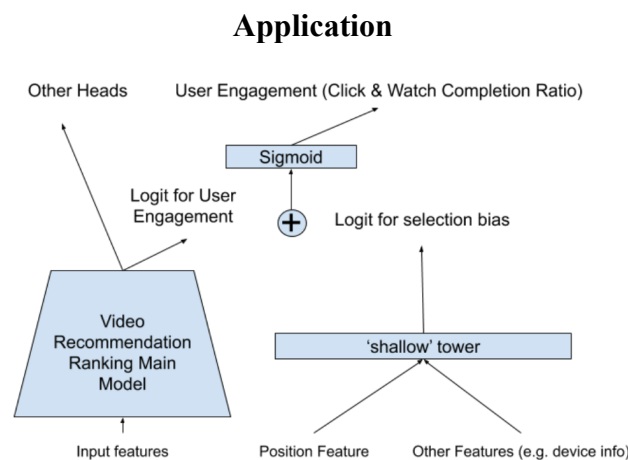 Application
Other Heads
User Engagement (Click & Watch Completion Ratio)
Sigmoid
Logit for User
Engagement
+
Logit for selection bias
Video
Recommendation
Ranking Main
Model
‘shallow’ tower
Input features
Position Feature
Other Features (e.g. device info)